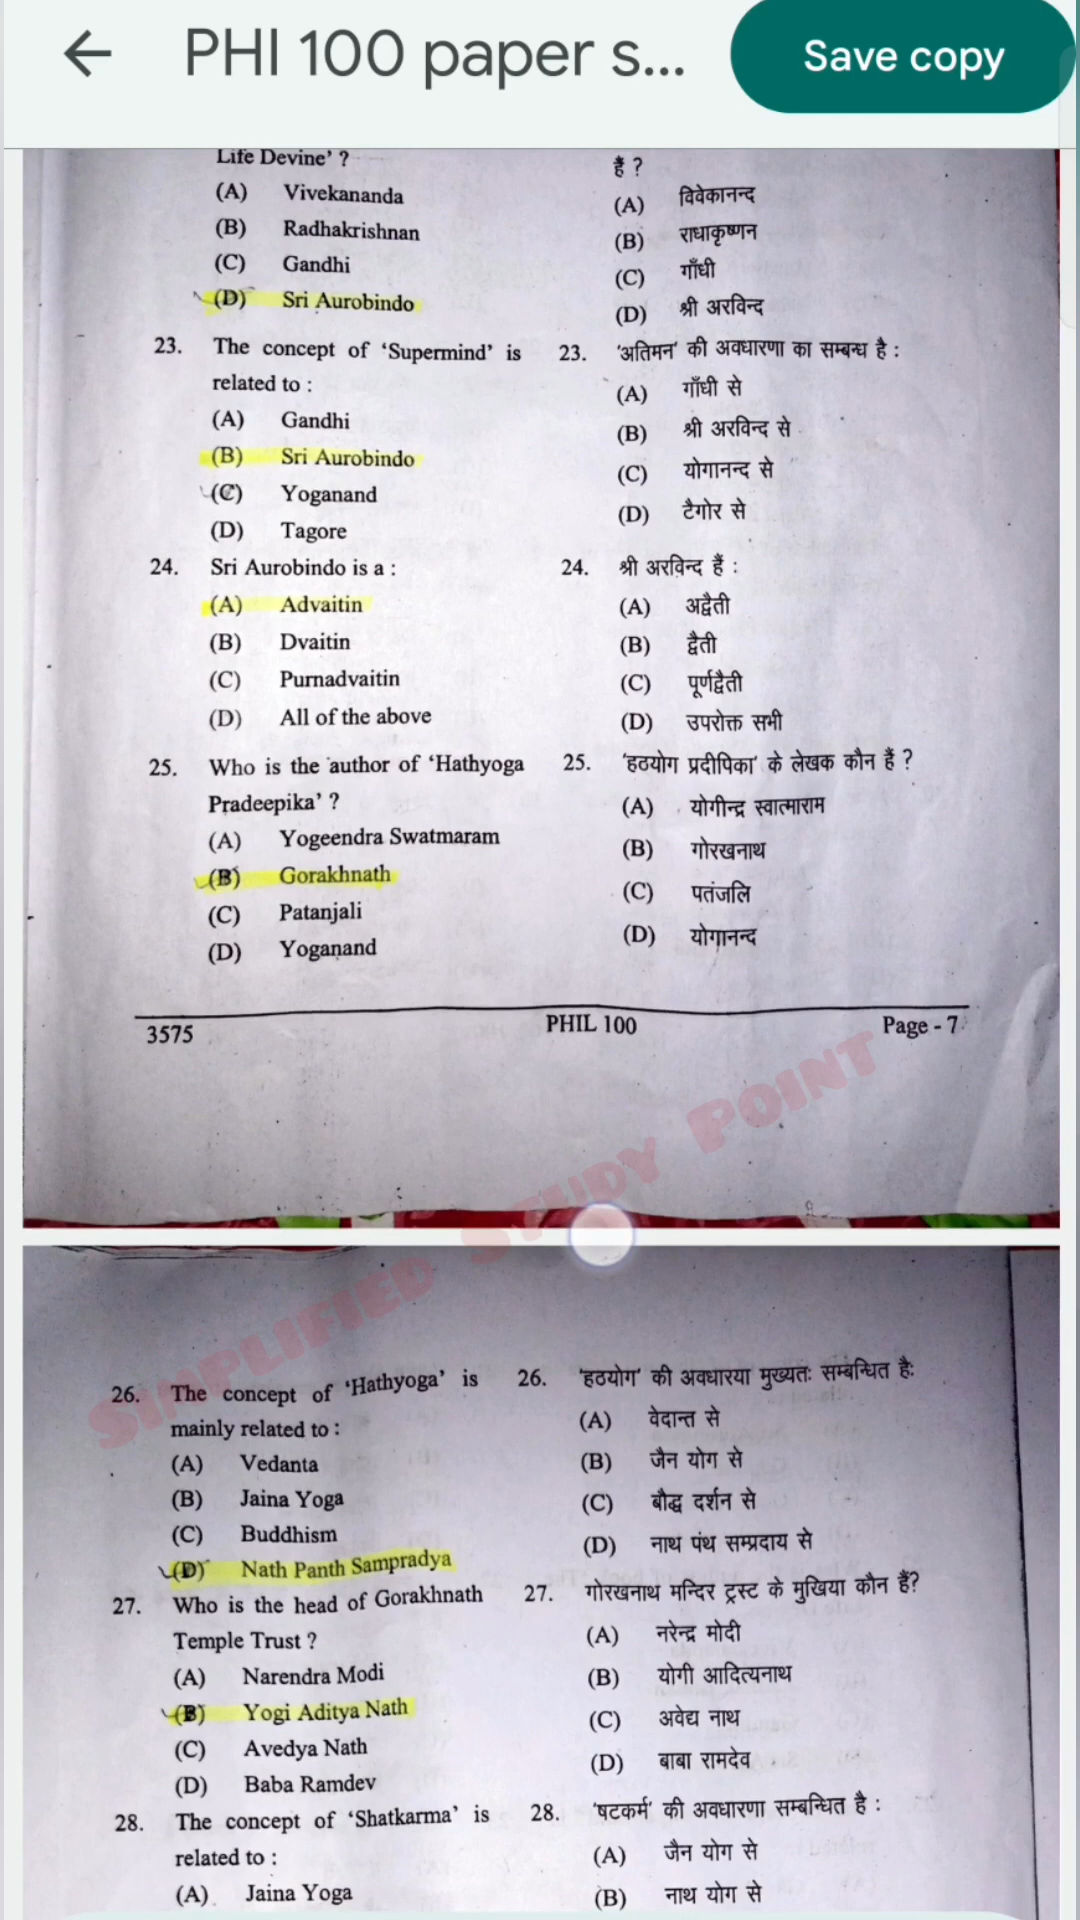 PHI 100 paper s...
Save copy
Life Devine' ?
(A) Vivekananda
(B) Radhakrishnan
(C) Gandhi
(D) Sri Aurobindo
23. The concept of 'Supermind' is
related to :
(A) Gandhi
(B) Sri Aurobindo
(C) Yoganand
(D) Tagore
24. Sri Aurobindo is a :
(A) Advaitin
(B) Dvaitin
(C) Purnadvaitin
(D) All of the above
25. Who is the author of 'Hathyoga
Pradeepika' ?
(A) Yogeendra Swatmaram
(B) Gorakhnath
(C) Patanjali
(D) Yoganand
है ?
(A) विवेकानन्द
(B) राधाकृष्णन
(C) गाँधी
(D) श्री अरविन्द
23. 'अतिमन' की अवधारणा का सम्बन्ध है :
(A) गाँधी से
(B) श्री अरविन्द से
(C) योगानन्द से
(D) टैगोर से
24. श्री अरविन्द हैं :
(A) अद्वैती
(B) द्वैती
(C) पूर्णद्वैती
(D) उपरोक्त सभी
25. 'हठयोग प्रदीपिका' के लेखक कौन हैं ?
(A) योगीन्द्र स्वात्माराम
(B) गोरखनाथ
(C) पतंजलि
(D) योगानन्द
3575 PHIL 100 Page - 7
SIMPLIFIED STUDY POINT
26. The concept of 'Hathyoga' is
mainly related to :
(A) Vedanta
(B) Jaina Yoga
(C) Buddhism
(D) Nath Panth Sampradya
27. Who is the head of Gorakhnath
Temple Trust ?
(A) Narendra Modi
(B) Yogi Aditya Nath
(C) Avedya Nath
(D) Baba Ramdev
28. The concept of 'Shatkarma' is
related to :
(A) Jaina Yoga
26. 'हठयोग' की अवधारया मुख्यतः सम्बन्धित है:
(A) वेदान्त से
(B) जैन योग से
(C) बौद्ध दर्शन से
(D) नाथ पंथ सम्प्रदाय से
27. गोरखनाथ मन्दिर ट्रस्ट के मुखिया कौन हैं?
(A) नरेन्द्र मोदी
(B) योगी आदित्यनाथ
(C) अवेद्य नाथ
(D) बाबा रामदेव
28. 'षटकर्म' की अवधारणा सम्बन्धित है :
(A) जैन योग से
(B) नाथ योग से